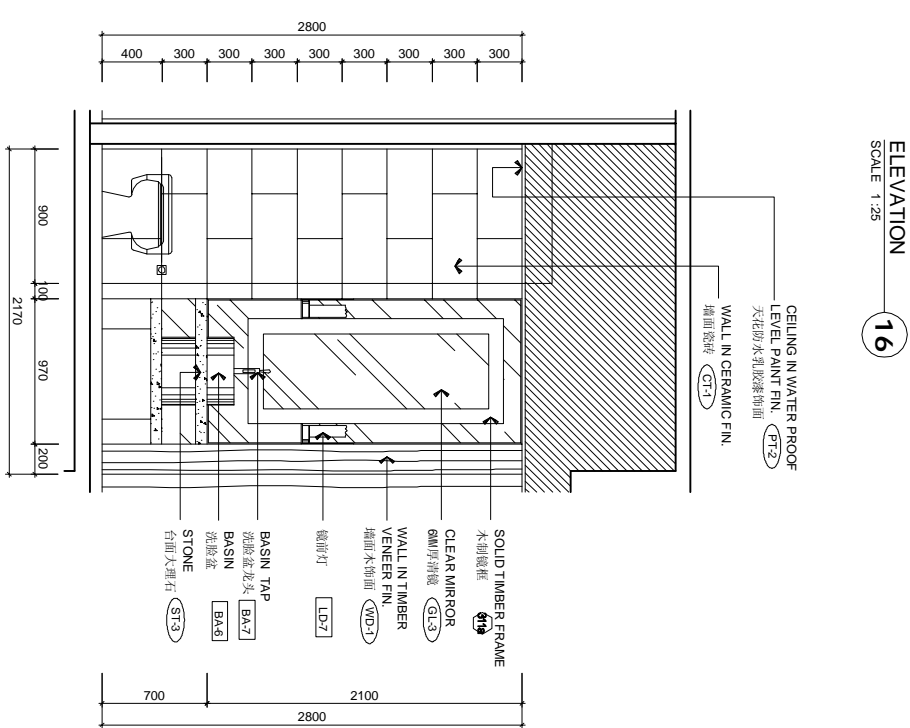 ELEVATION
SCALE 1:25
16
CEILING IN WATER PROOF
LEVEL PAINT FIN.
天花防水乳胶漆饰面 PT-2
WALL IN CERAMIC FIN.
墙面瓷砖 CT-1
2800
400 300 300 300 300 300 300 300 300
900 100 970 200
2170
SOLID TIMBER FRAME
木制镜框 311a
CLEAR MIRROR
6MM厚清镜 GL-3
WALL IN TIMBER
VENEER FIN.
墙面木饰面 WD-1
镜前灯 LD-7
BASIN TAP
洗脸盆龙头 BA-7
BASIN
洗脸盆 BA-6
STONE
台面大理石 ST-3
700 2100
2800